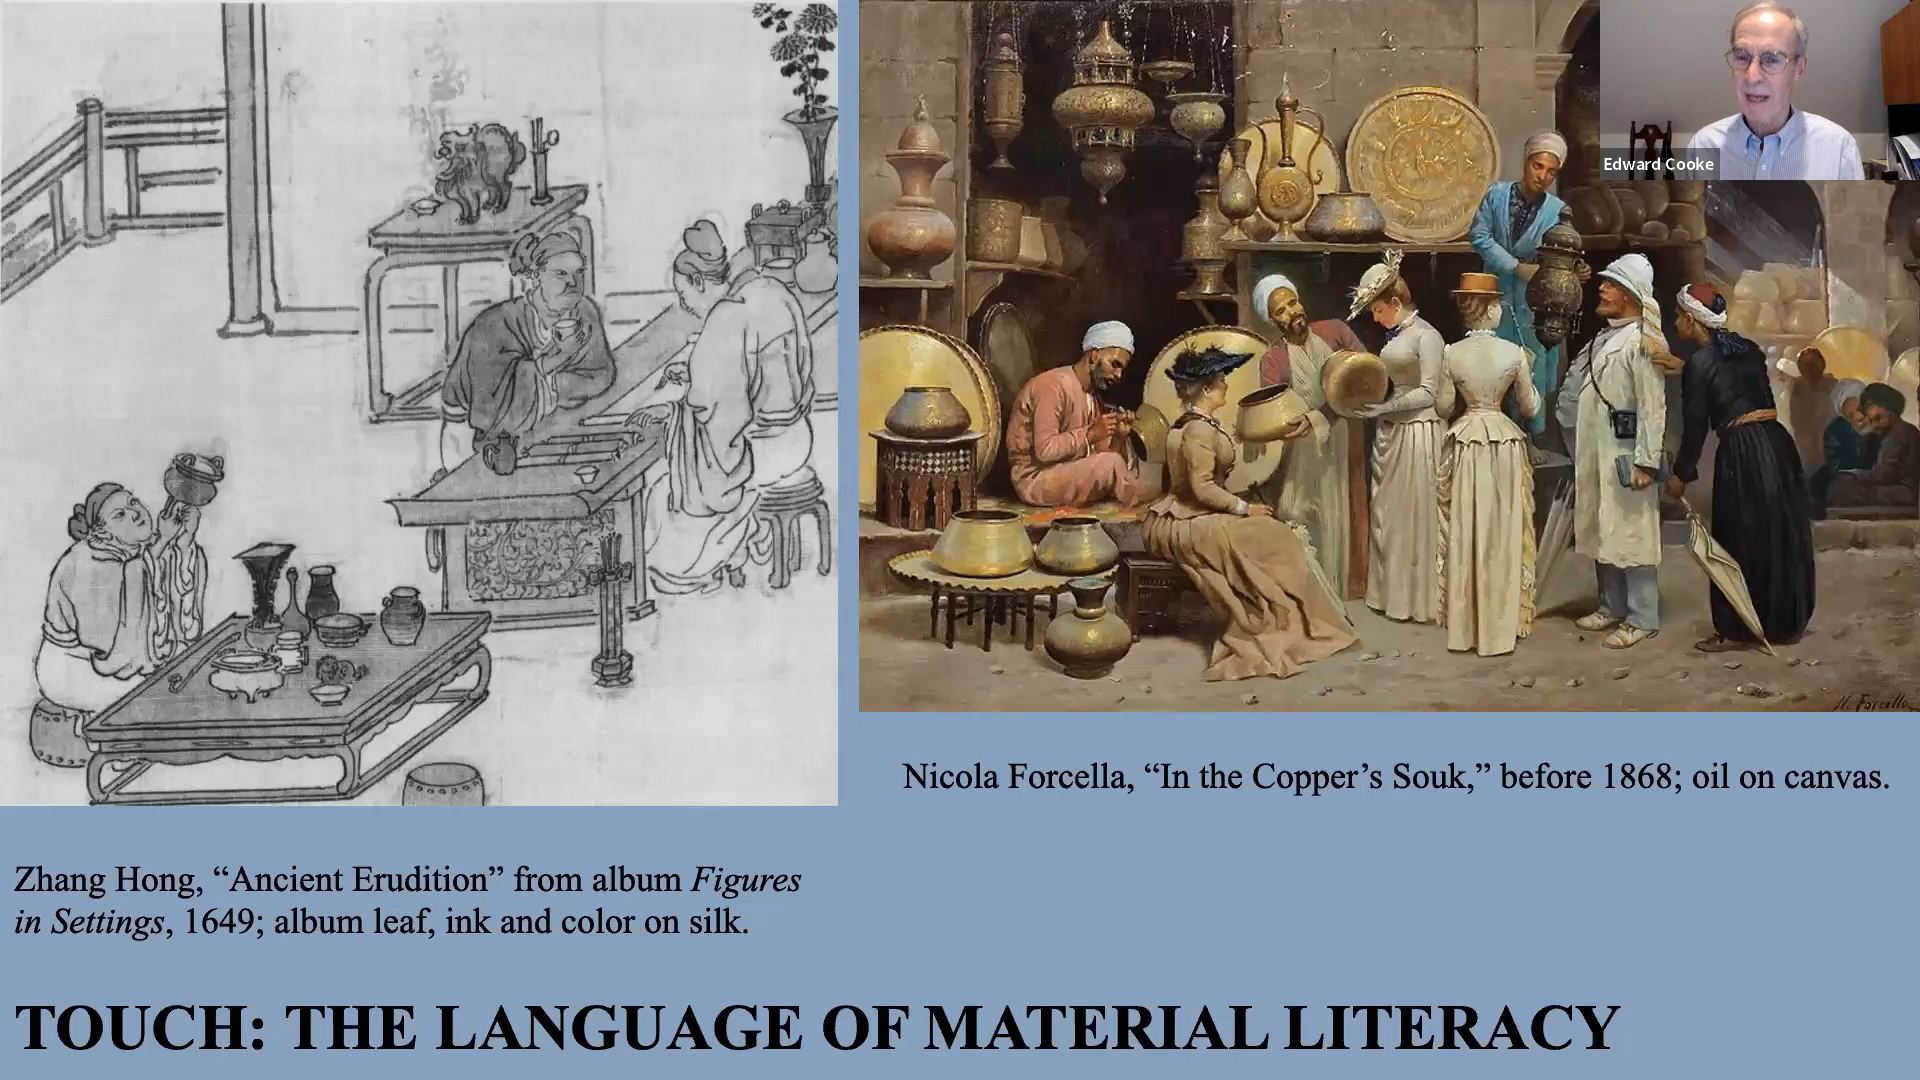 Edward Cooke
N. Forcella
Nicola Forcella, “In the Copper’s Souk,” before 1868; oil on canvas.
Zhang Hong, “Ancient Erudition” from album Figures
in Settings, 1649; album leaf, ink and color on silk.
TOUCH: THE LANGUAGE OF MATERIAL LITERACY